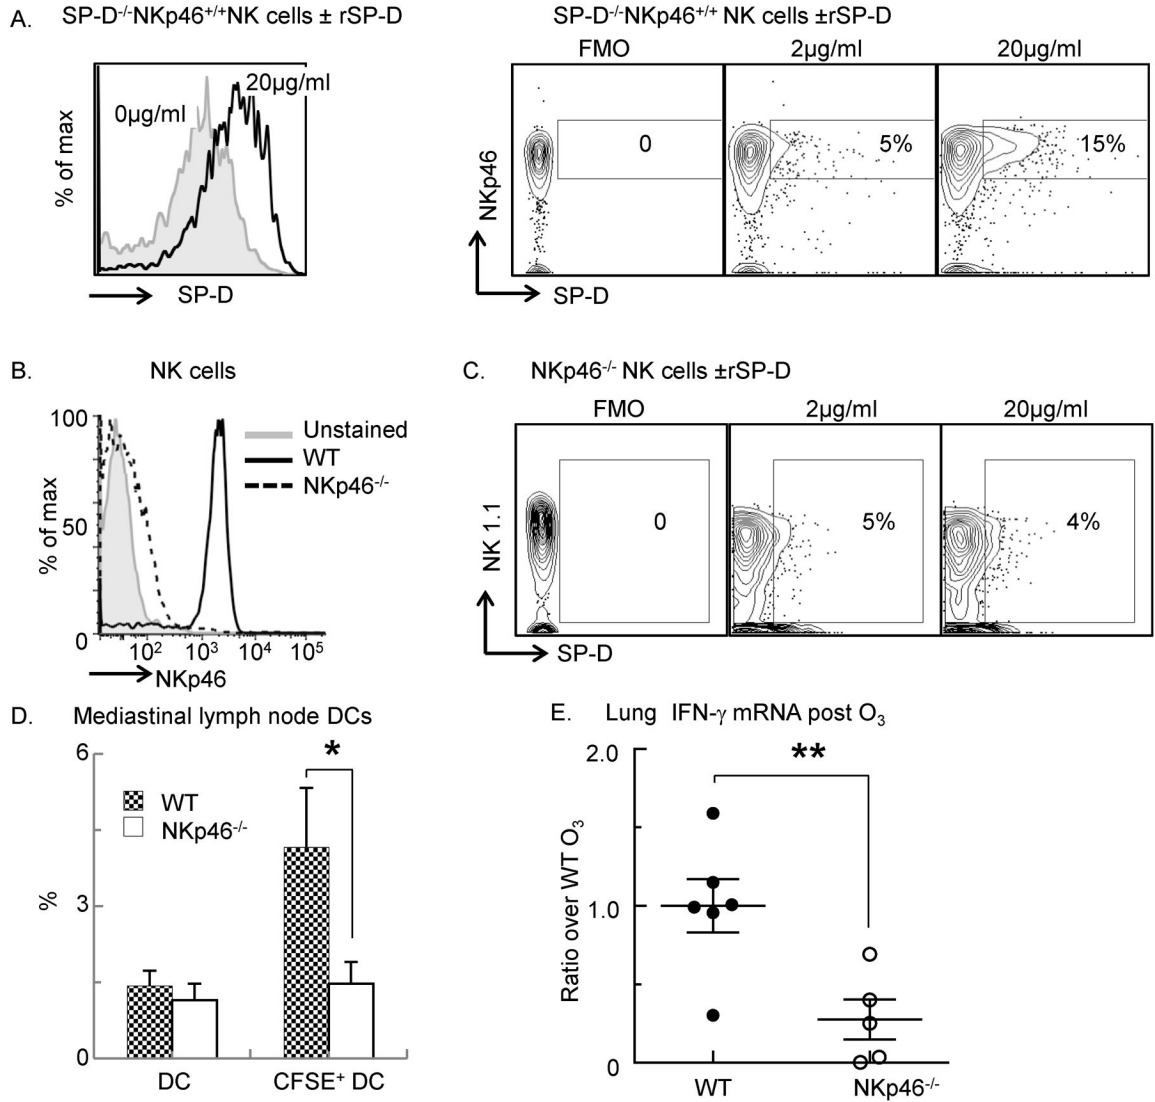 A. SP-D-/-NKp46+/+NK cells ± rSP-D
SP-D-/-NKp46+/+ NK cells ±rSP-D
FMO 2µg/ml 20µg/ml
% of max
0µg/ml
20µg/ml
SP-D
NKp46
0
5%
15%
SP-D
B. NK cells
100
50
0
% of max
Unstained
WT
NKp46-/-
10² 10³ 10⁴ 10⁵
NKp46
C. NKp46-/- NK cells ±rSP-D
FMO 2µg/ml 20µg/ml
NK 1.1
0
5%
4%
SP-D
D. Mediastinal lymph node DCs
6
3
0
%
*
WT
NKp46-/-
DC CFSE+ DC
E. Lung IFN-γ mRNA post O₃
2.0
1.0
0
Ratio over WT O₃
**
WT NKp46-/-